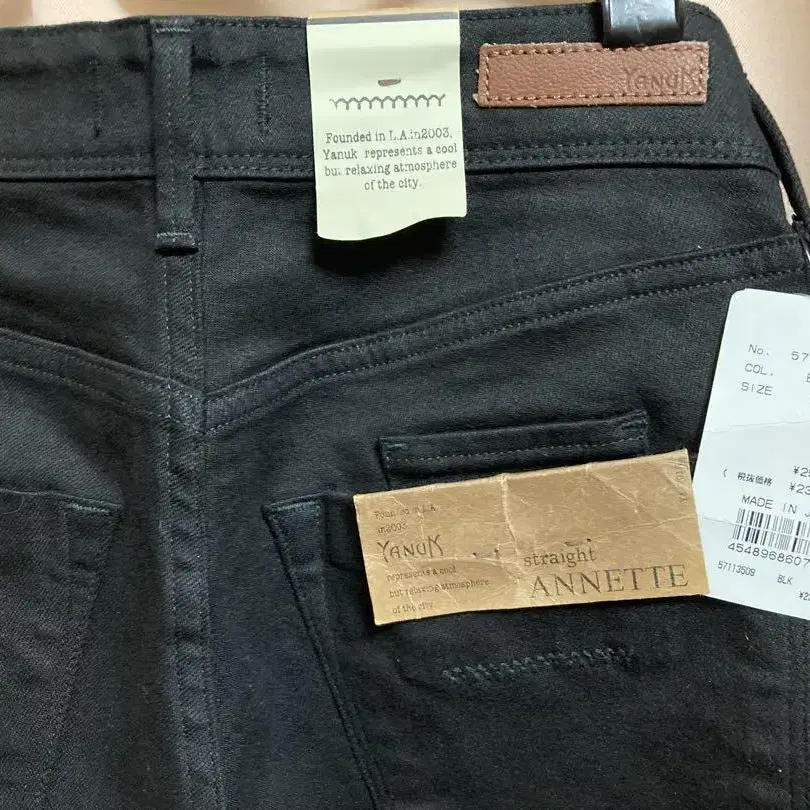 YANUK
Founded in L.A.in2003,
Yanuk represents a cool
but relaxing atmosphere
of the city.
No. 57
COL.
SIZE
税抜価格
MADE IN J
4548968607
57113509 BLK
Founded in L.A
in2003
YANUK
represents a cool
but relaxing atmosphere
of the city.
straight
ANNETTE